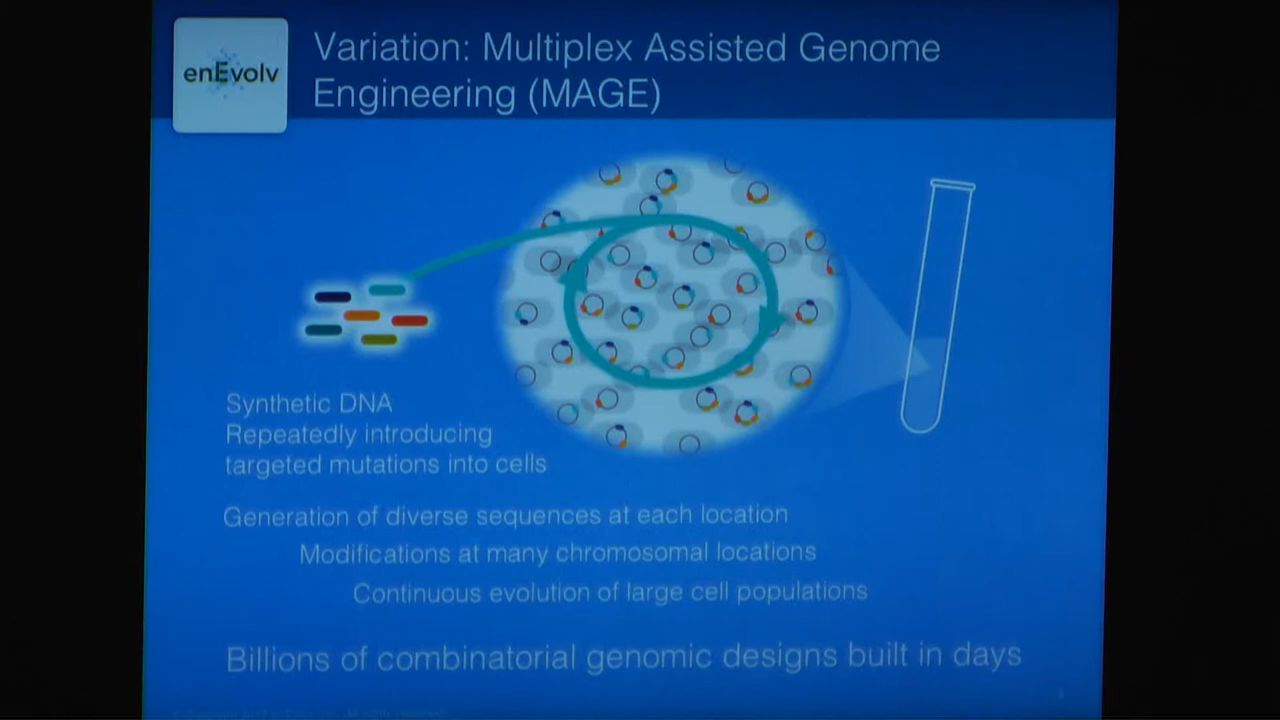 enEvolv
Variation: Multiplex Assisted Genome
Engineering (MAGE)
Synthetic DNA
Repeatedly introducing
targeted mutations into cells
Generation of diverse sequences at each location
Modifications at many chromosomal locations
Continuous evolution of large cell populations
Billions of combinatorial genomic designs built in days